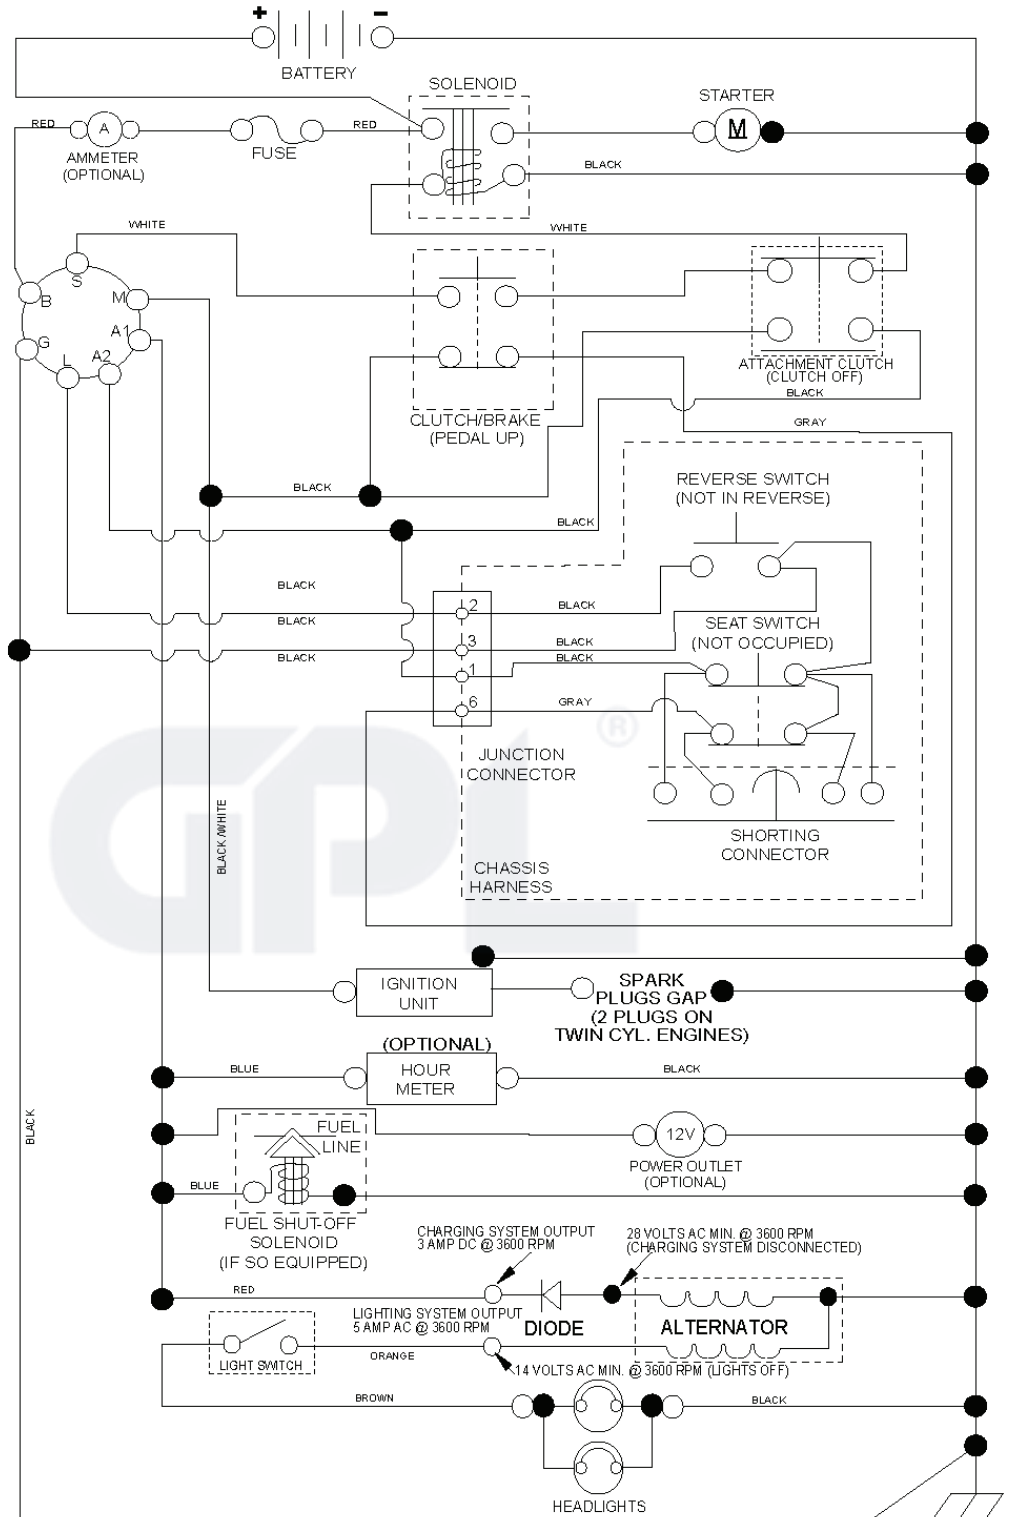 +
-
BATTERY
SOLENOID
STARTER
RED
A
RED
M
AMMETER
(OPTIONAL)
FUSE
BLACK
WHITE
WHITE
S
B
M
A1
G
L
A2
ATTACHMENT CLUTCH
(CLUTCH OFF)
BLACK
CLUTCH/BRAKE
(PEDAL UP)
GRAY
REVERSE SWITCH
(NOT IN REVERSE)
BLACK
BLACK
BLACK
2
BLACK
BLACK
SEAT SWITCH
(NOT OCCUPIED)
3
BLACK
BLACK
BLACK
1
6
GRAY
®
GPL
JUNCTION
CONNECTOR
BLACK/WHITE
SHORTING
CONNECTOR
CHASSIS
HARNESS
IGNITION
UNIT
SPARK
PLUGS GAP
(2 PLUGS ON
TWIN CYL. ENGINES)
(OPTIONAL)
HOUR
METER
BLUE
BLACK
BLACK
FUEL
LINE
12V
POWER OUTLET
(OPTIONAL)
BLUE
FUEL SHUT-OFF
SOLENOID
(IF SO EQUIPPED)
CHARGING SYSTEM OUTPUT
3 AMP DC @ 3600 RPM
28 VOLTS AC MIN. @ 3600 RPM
(CHARGING SYSTEM DISCONNECTED)
RED
LIGHTING SYSTEM OUTPUT
5 AMP AC @ 3600 RPM
DIODE
ALTERNATOR
LIGHT SWITCH
ORANGE
14 VOLTS AC MIN. @ 3600 RPM (LIGHTS OFF)
BROWN
BLACK
HEADLIGHTS